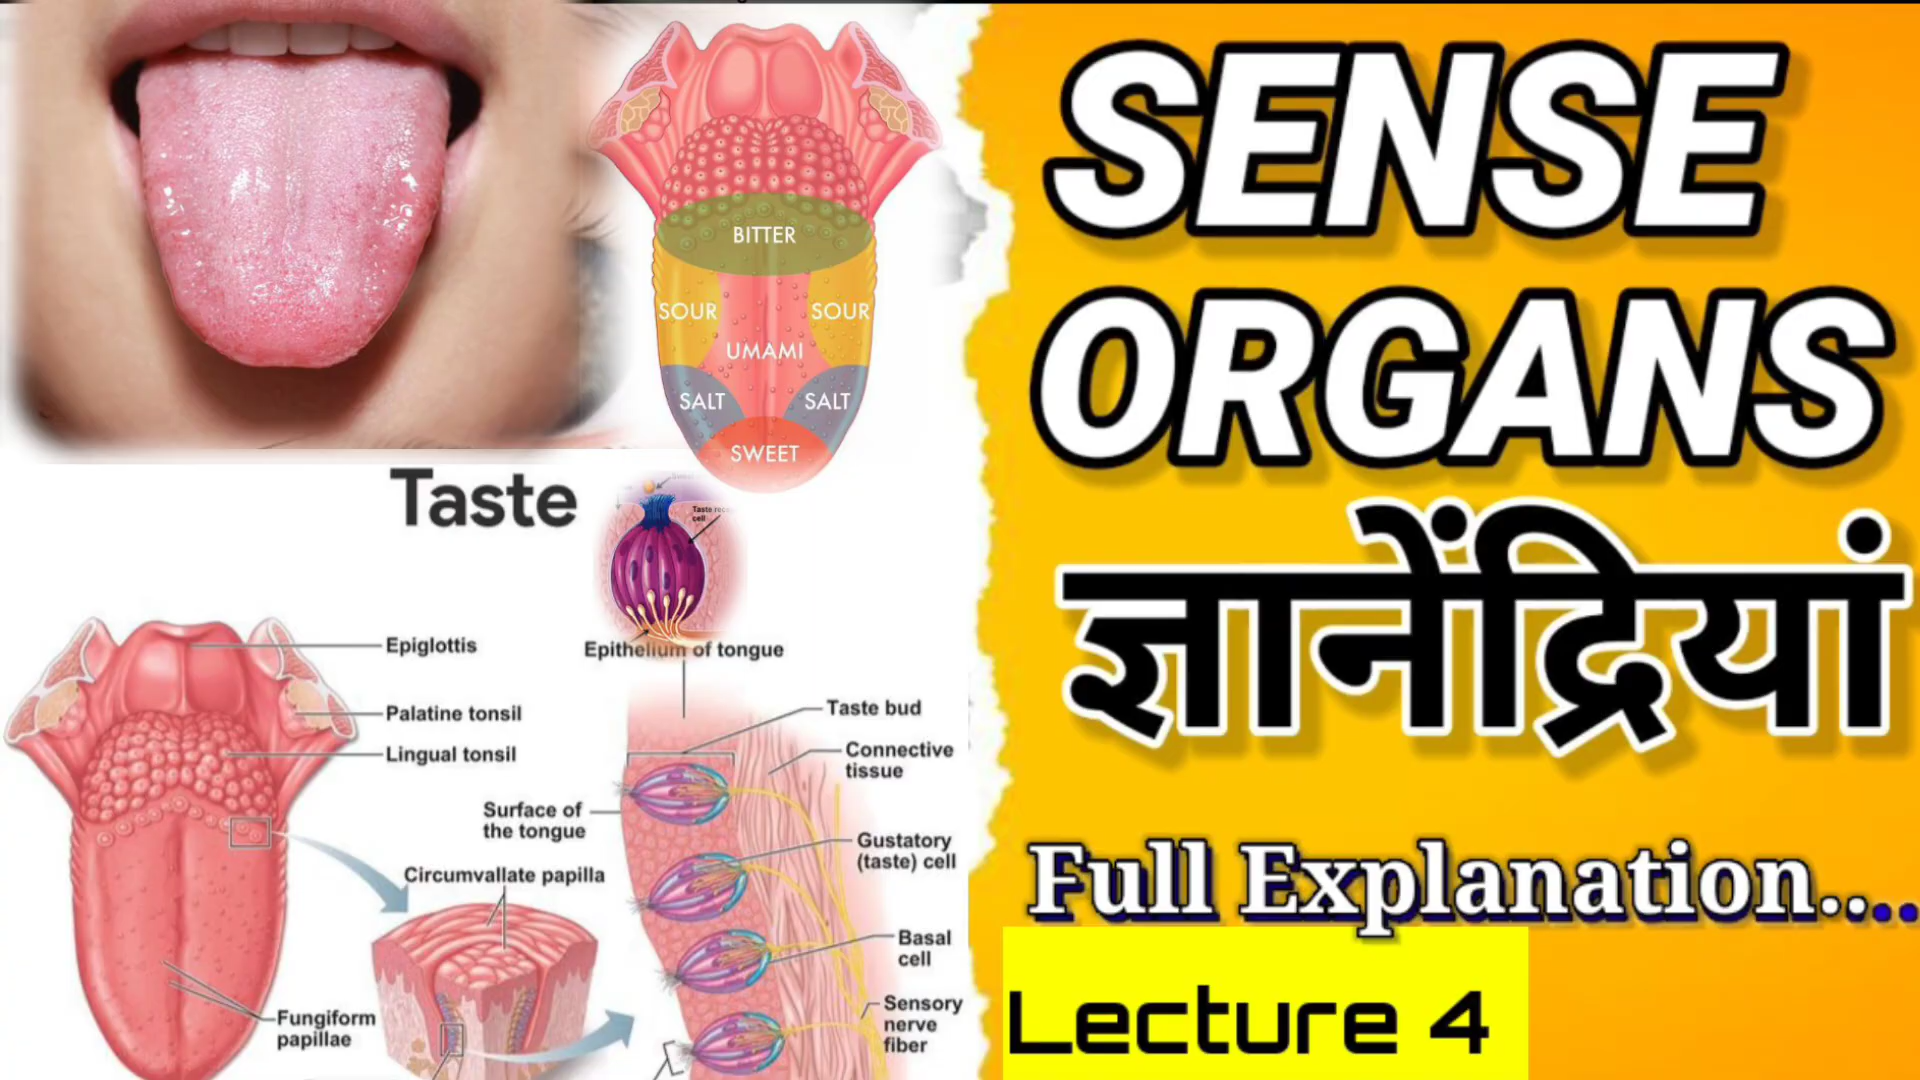 BITTER
SOUR
SOUR
UMAMI
SALT
SALT
SWEET
Taste
Taste
cell
Epithelium of tongue
Epiglottis
Palatine tonsil
Lingual tonsil
Taste bud
Connective
tissue
Surface of
the tongue
Gustatory
(taste) cell
Circumvallate papilla
Basal
cell
Sensory
nerve
fiber
Fungiform
papillae
SENSE
ORGANS
ज्ञानेंद्रियां
Full Explanation....
Lecture 4